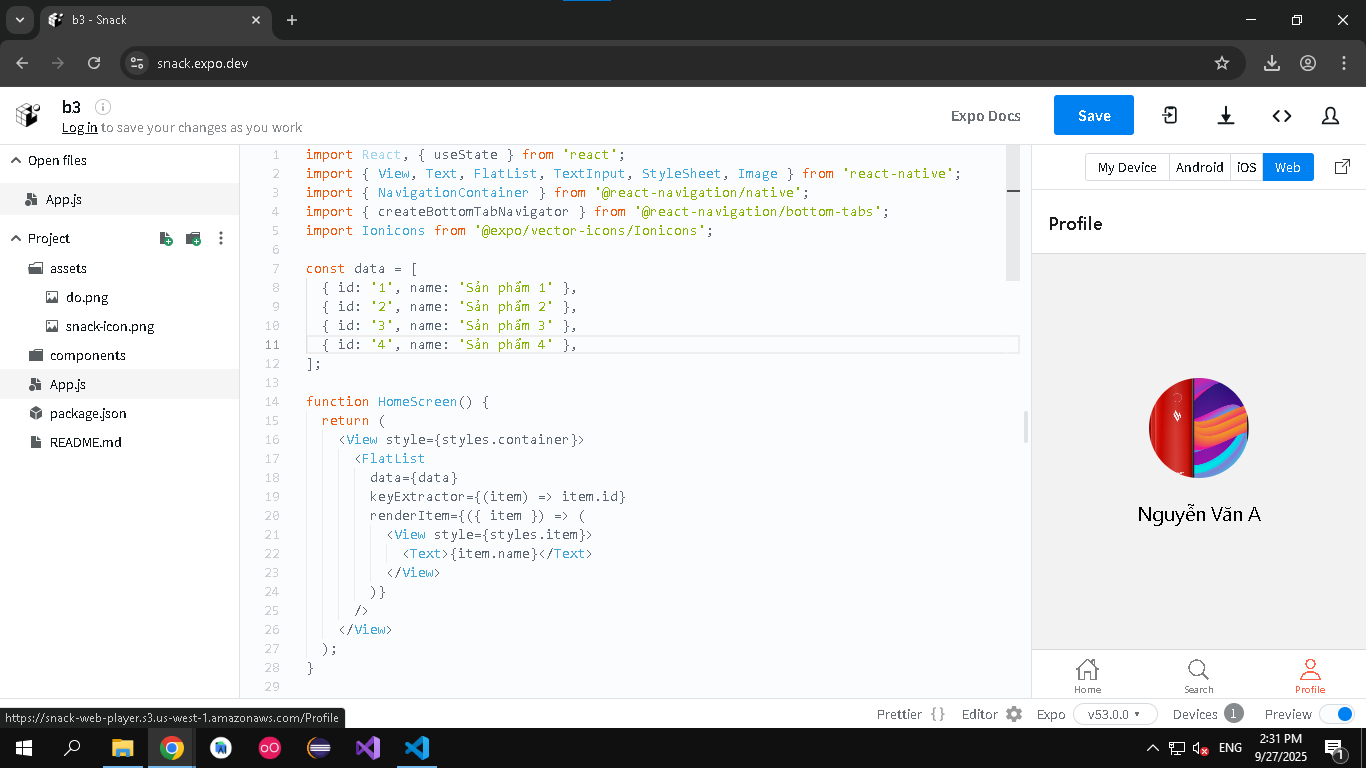 b3 - Snack
snack.expo.dev
b3
Log in to save your changes as you work
Expo Docs
Save
Open files
App.js
Project
assets
do.png
snack-icon.png
components
App.js
package.json
README.md
1 import React, { useState } from 'react';
2 import { View, Text, FlatList, TextInput, StyleSheet, Image } from 'react-native';
3 import { NavigationContainer } from '@react-navigation/native';
4 import { createBottomTabNavigator } from '@react-navigation/bottom-tabs';
5 import Ionicons from '@expo/vector-icons/Ionicons';
6
7 const data = [
8 { id: '1', name: 'Sản phẩm 1' },
9 { id: '2', name: 'Sản phẩm 2' },
10 { id: '3', name: 'Sản phẩm 3' },
11 { id: '4', name: 'Sản phẩm 4' },
12 ];
13
14 function HomeScreen() {
15 return (
16 <View style={styles.container}>
17 <FlatList
18 data={data}
19 keyExtractor={(item) => item.id}
20 renderItem={({ item }) => (
21 <View style={styles.item}>
22 <Text>{item.name}</Text>
23 </View>
24 )}
25 />
26 </View>
27 );
28 }
29
My Device Android iOS Web
Profile
Nguyễn Văn A
Home Search Profile
https://snack-web-player.s3.us-west-1.amazonaws.com/Profile
Prettier {} Editor Expo v53.0.0 Devices 1 Preview
ENG
2:31 PM
9/27/2025
1